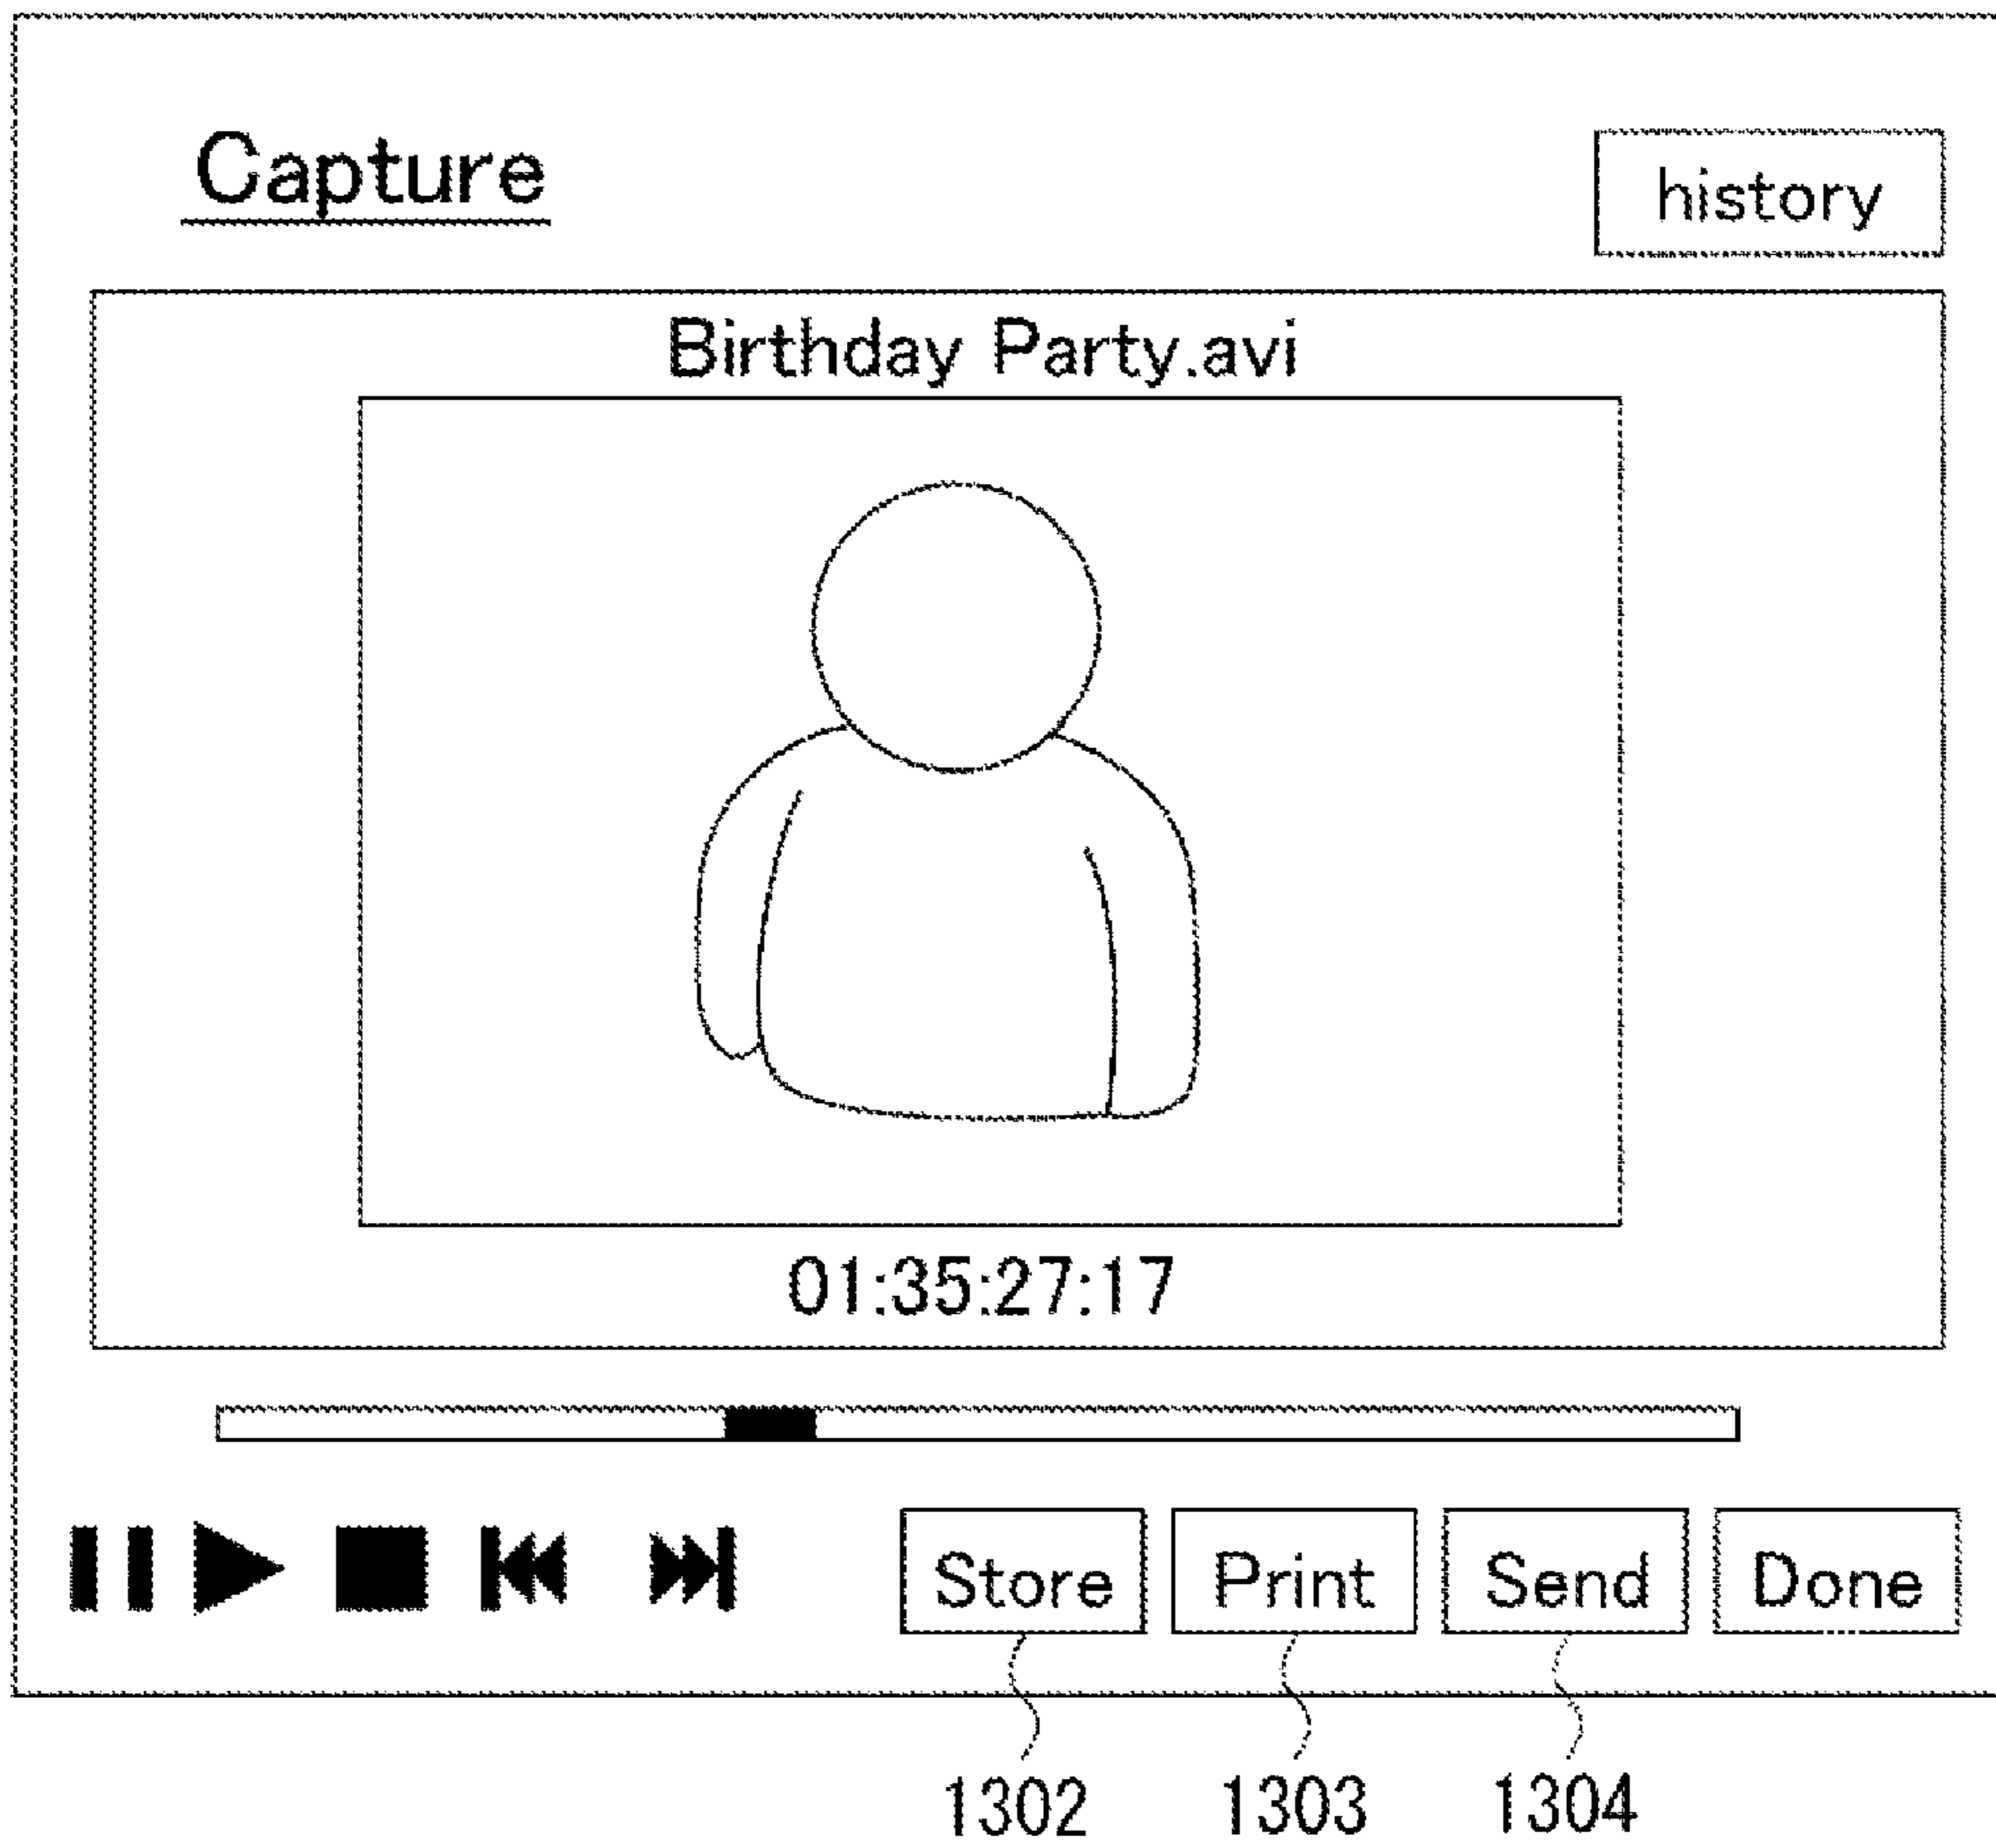 Capture
history
Birthday Party.avi
01:35:27:17
Store Print Send Done
1302 1303 1304